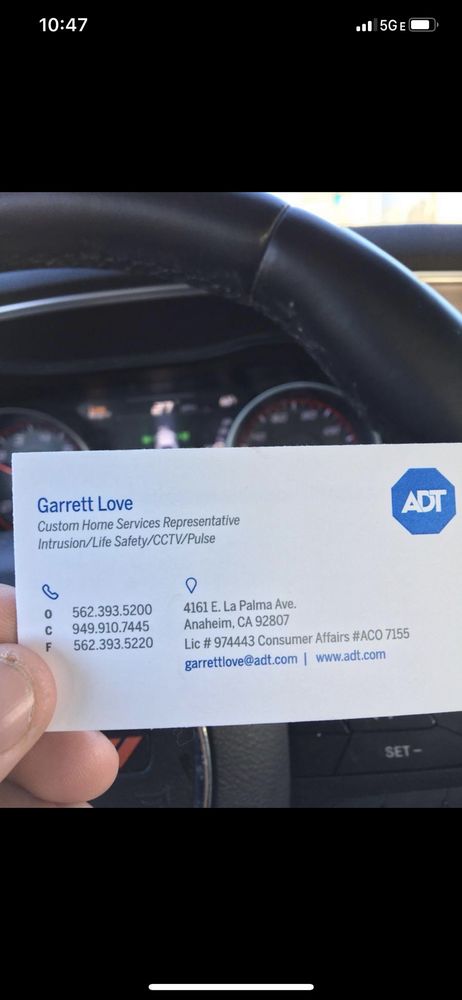 10:47
5GE
Garrett Love
ADT
Custom Home Services Representative
Intrusion/Life Safety/CCTV/Pulse
O 562.393.5200
C 949.910.7445
F 562.393.5220
4161 E. La Palma Ave.
Anaheim, CA 92807
Lic # 974443 Consumer Affairs #ACO 7155
garrettlove@adt.com | www.adt.com
SET –